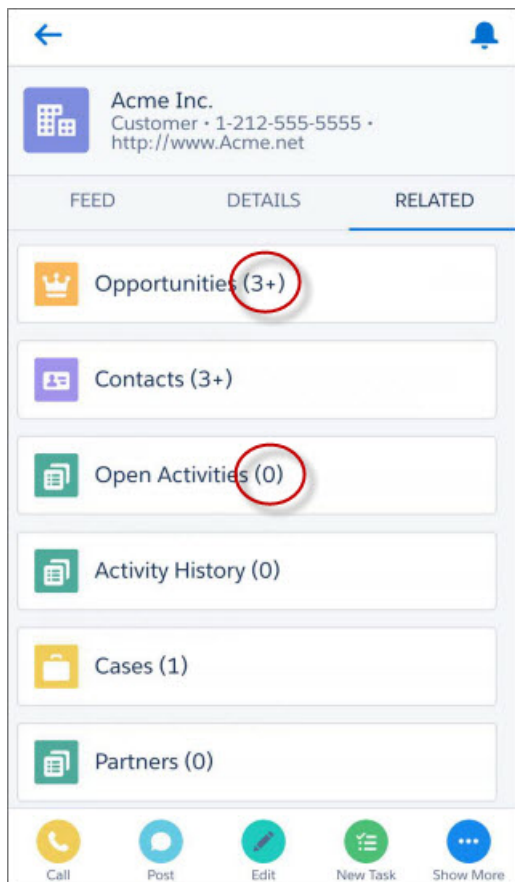 Acme Inc.
Customer • 1-212-555-5555 •
http://www.Acme.net
FEED DETAILS RELATED
Opportunities (3+)
Contacts (3+)
Open Activities (0)
Activity History (0)
Cases (1)
Partners (0)
Call Post Edit New Task Show More